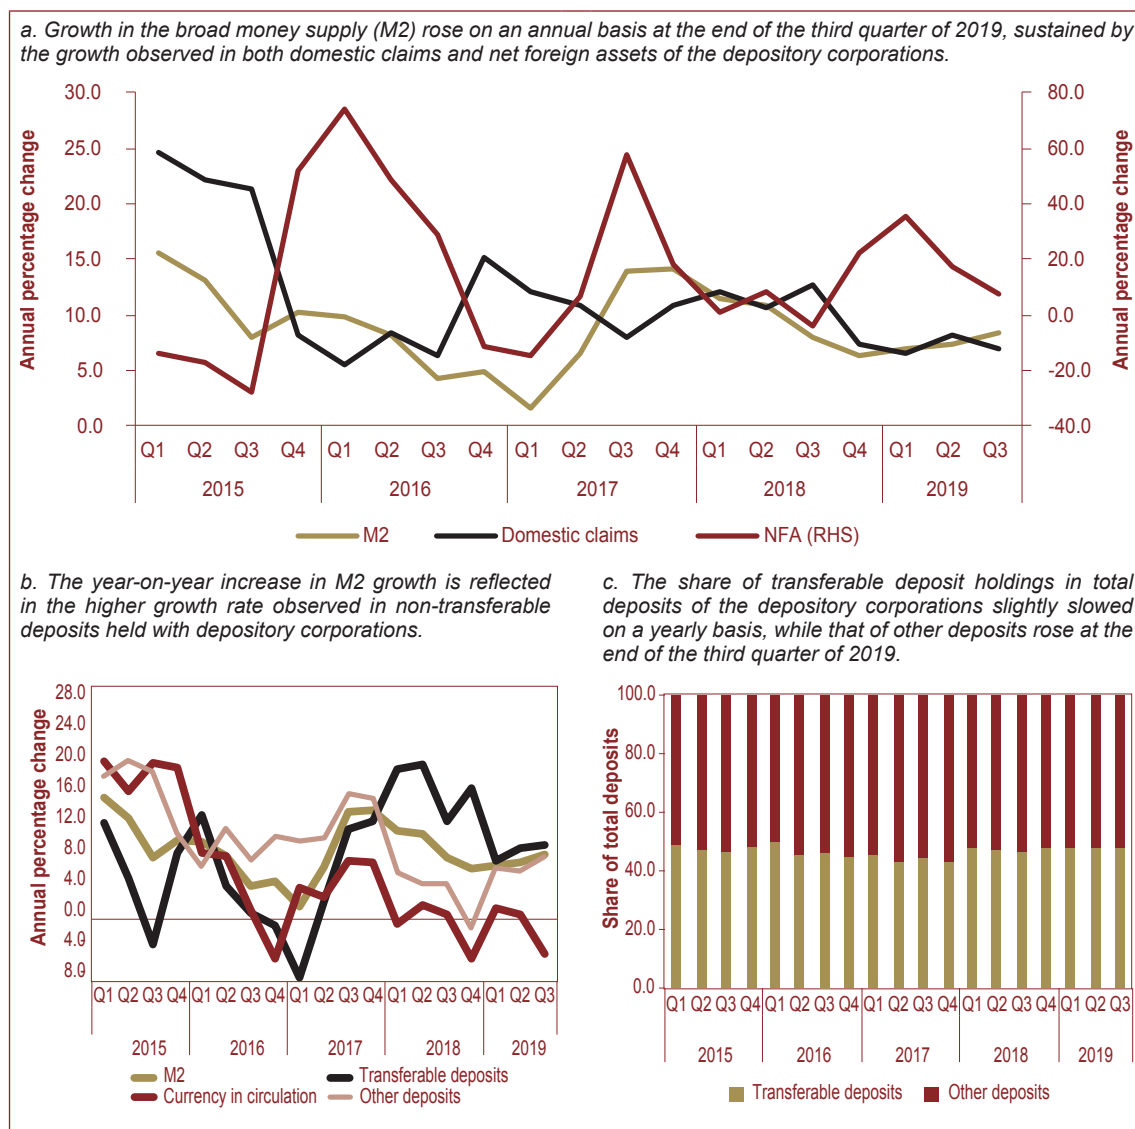 a. Growth in the broad money supply (M2) rose on an annual basis at the end of the third quarter of 2019, sustained by
the growth observed in both domestic claims and net foreign assets of the depository corporations.
30.0
25.0
20.0
15.0
10.0
5.0
0.0
Annual percentage change
80.0
60.0
40.0
20.0
0.0
-20.0
-40.0
Annual percentage change
Q1 Q2 Q3 Q4 Q1 Q2 Q3 Q4 Q1 Q2 Q3 Q4 Q1 Q2 Q3 Q4 Q1 Q2 Q3
2015 2016 2017 2018 2019
M2 Domestic claims NFA (RHS)
b. The year-on-year increase in M2 growth is reflected
in the higher growth rate observed in non-transferable
deposits held with depository corporations.
28.0
24.0
20.0
16.0
12.0
8.0
4.0
0.0
4.0-
8.0-
Annual percentage change
Q1 Q2 Q3 Q4 Q1 Q2 Q3 Q4 Q1 Q2 Q3 Q4 Q1 Q2 Q3 Q4 Q1 Q2 Q3
2015 2016 2017 2018 2019
M2 Transferable deposits
Currency in circulation Other deposits
c. The share of transferable deposit holdings in total
deposits of the depository corporations slightly slowed
on a yearly basis, while that of other deposits rose at the
end of the third quarter of 2019.
100.0
80.0
60.0
40.0
20.0
0.0
Share of total deposits
Q1 Q2 Q3 Q4 Q1 Q2 Q3 Q4 Q1 Q2 Q3 Q4 Q1 Q2 Q3 Q4 Q1 Q2 Q3
2015 2016 2017 2018 2019
Transferable deposits Other deposits